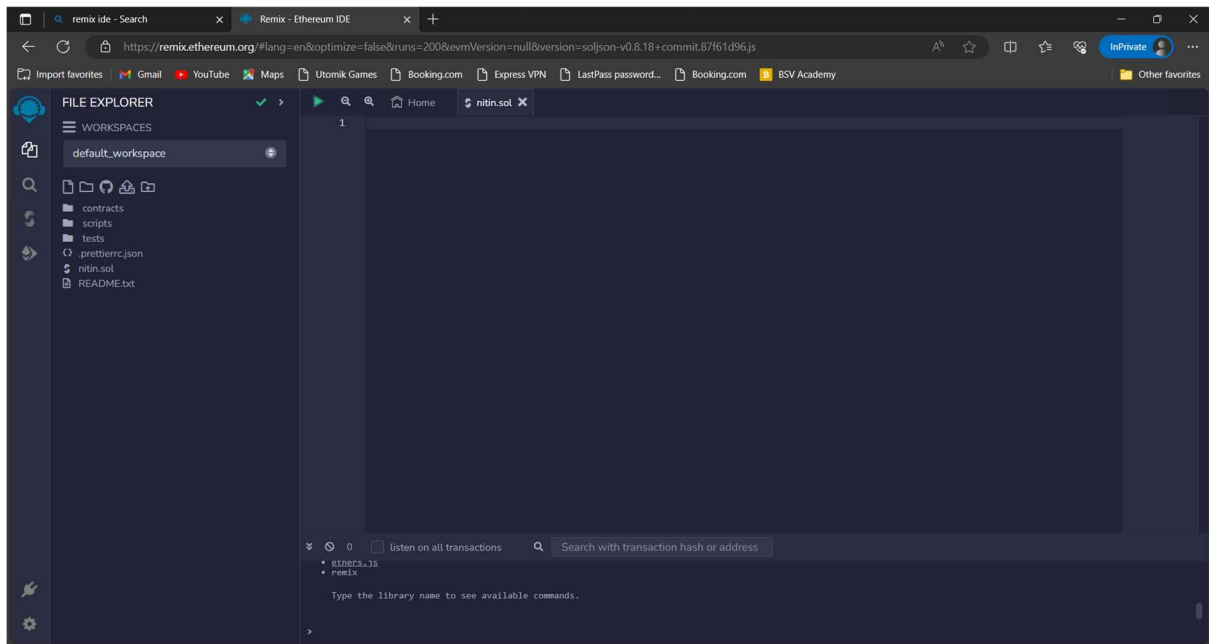 remix ide - Search
Remix - Ethereum IDE
https://remix.ethereum.org/#lang=en&optimize=false&runs=200&evmVersion=null&version=soljson-v0.8.18+commit.87f61d96.js
InPrivate
Import favorites Gmail YouTube Maps Utomik Games Booking.com Express VPN LastPass password... Booking.com BSV Academy Other favorites
FILE EXPLORER
WORKSPACES
default_workspace
contracts
scripts
tests
.prettierrc.json
nitin.sol
README.txt
Home nitin.sol
1
0 listen on all transactions Search with transaction hash or address
ethers.js
remix
Type the library name to see available commands.
>